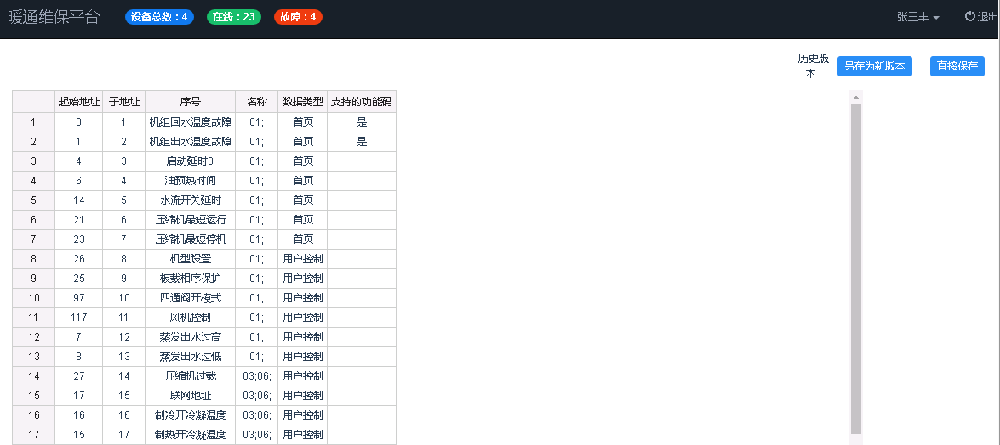 暖通维保平台 设备总数：4 在线：23 故障：4 张三丰 退出
历史版
本
另存为新版本 直接保存
起始地址 子地址 序号 名称 数据类型 支持的功能码
1 0 1 机组回水温度故障 01; 首页 是
2 1 2 机组出水温度故障 01; 首页 是
3 4 3 启动延时0 01; 首页
4 6 4 油预热时间 01; 首页
5 14 5 水流开关延时 01; 首页
6 21 6 压缩机最短运行 01; 首页
7 23 7 压缩机最短停机 01; 首页
8 26 8 机型设置 01; 用户控制
9 25 9 板载相序保护 01; 用户控制
10 97 10 四通阀开模式 01; 用户控制
11 117 11 风机控制 01; 用户控制
12 7 12 蒸发出水过高 01; 用户控制
13 8 13 蒸发出水过低 01; 用户控制
14 27 14 压缩机过载 03;06; 用户控制
15 17 15 联网地址 03;06; 用户控制
16 16 16 制冷开冷凝温度 03;06; 用户控制
17 15 17 制热开冷凝温度 03;06; 用户控制